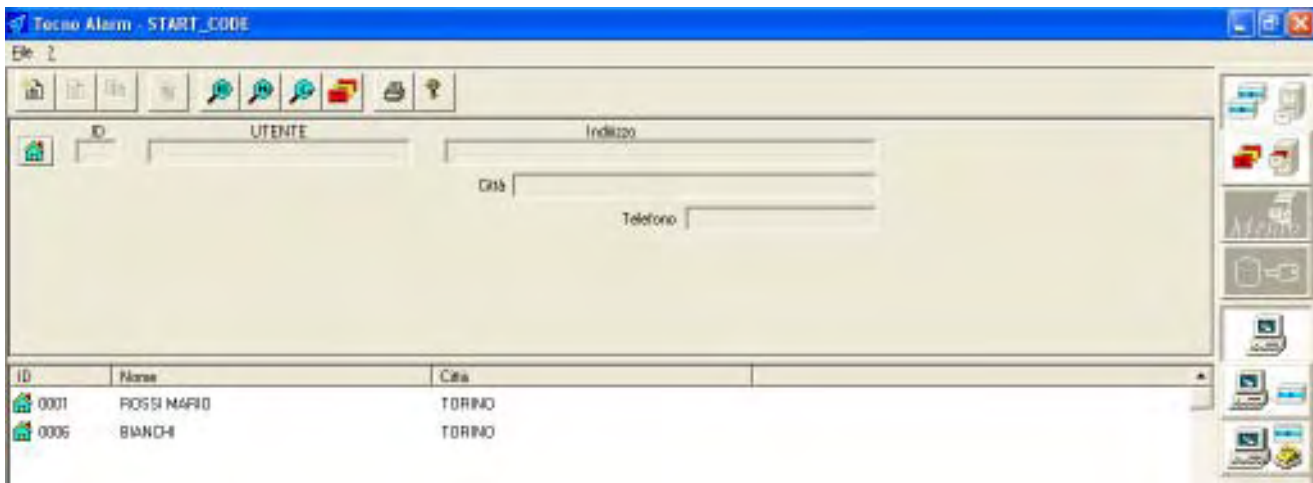 Tecno Alarm - START_CODE
File ?
ID UTENTE Indirizzo
Città
Telefono
ID Nome Città
0001 ROSSI MARIO TORINO
0006 BIANCHI TORINO